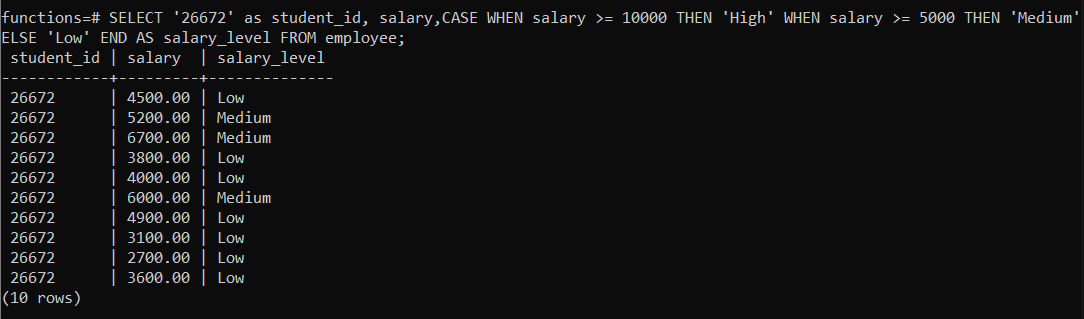 functions=# SELECT '26672' as student_id, salary,CASE WHEN salary >= 10000 THEN 'High' WHEN salary >= 5000 THEN 'Medium'
ELSE 'Low' END AS salary_level FROM employee;
 student_id | salary  | salary_level
------------+---------+--------------
 26672      | 4500.00 | Low
 26672      | 5200.00 | Medium
 26672      | 6700.00 | Medium
 26672      | 3800.00 | Low
 26672      | 4000.00 | Low
 26672      | 6000.00 | Medium
 26672      | 4900.00 | Low
 26672      | 3100.00 | Low
 26672      | 2700.00 | Low
 26672      | 3600.00 | Low
(10 rows)